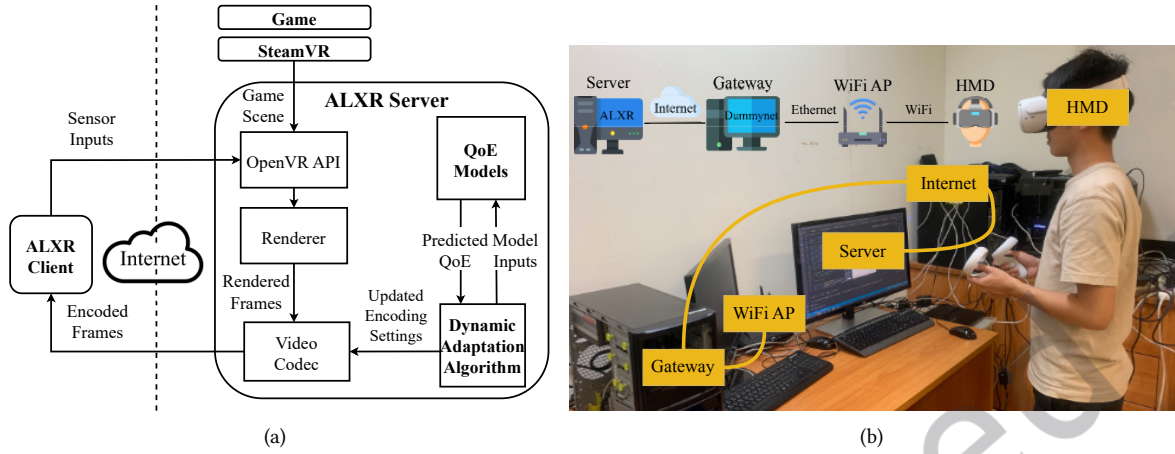 Game
SteamVR
ALXR Server
Game
Scene
Sensor
Inputs
OpenVR API
QoE
Models
Renderer
ALXR
Client
Internet
Predicted
QoE
Model
Inputs
Rendered
Frames
Updated
Encoding
Settings
Encoded
Frames
Video
Codec
Dynamic
Adaptation
Algorithm
(a)
Server
Gateway
WiFi AP
HMD
ALXR
Internet
Dummynet
Ethernet
WiFi
HMD
Internet
Server
WiFi AP
Gateway
(b)